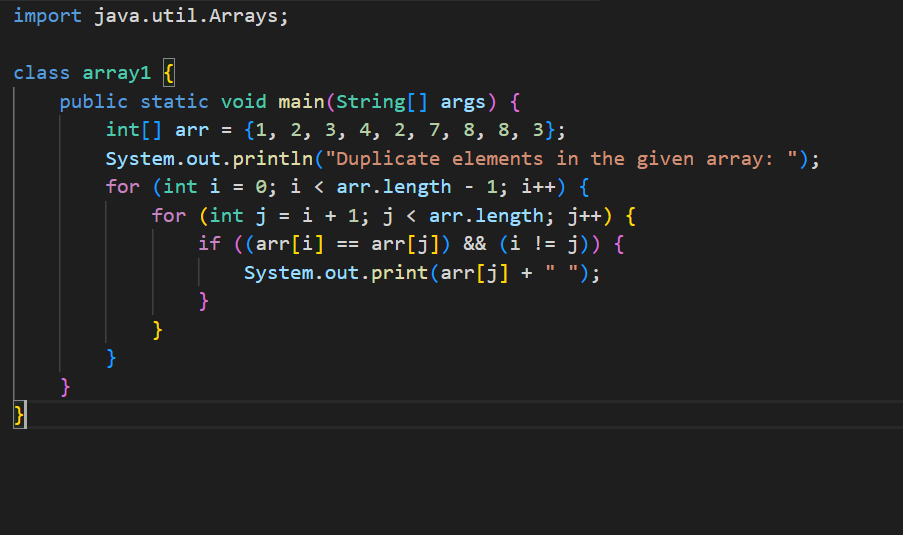 import java.util.Arrays;
class array1 {
public static void main(String[] args) {
int[] arr = {1, 2, 3, 4, 2, 7, 8, 8, 3};
System.out.println("Duplicate elements in the given array: ");
for (int i = 0; i < arr.length - 1; i++) {
for (int j = i + 1; j < arr.length; j++) {
if ((arr[i] == arr[j]) && (i != j)) {
System.out.print(arr[j] + " ");
}
}
}
}
}